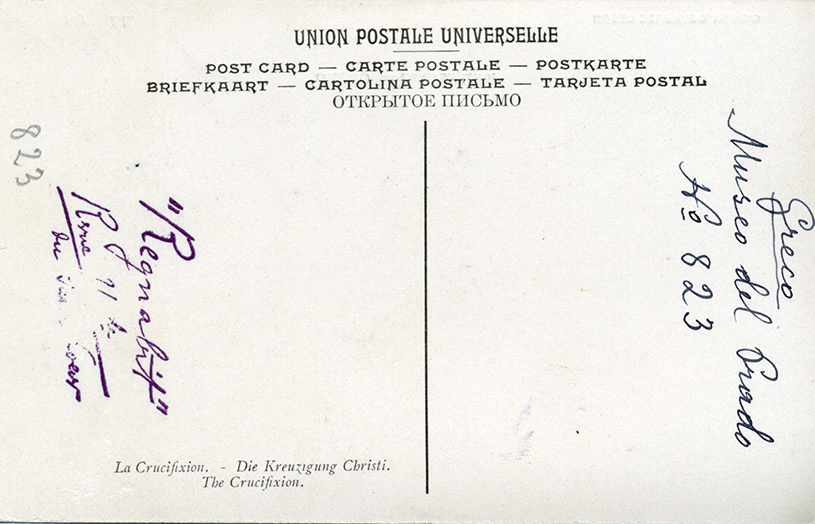 UNION POSTALE UNIVERSELLE
POST CARD — CARTE POSTALE — POSTKARTE
BRIEFKAART — CARTOLINA POSTALE — TARJETA POSTAL
ОТКРЫТОЕ ПИСЬМО
823
"Regnabit"
du
Greco
Museo del Prado
Nº 823
La Crucifixion. - Die Kreuzigung Christi.
The Crucifixion.